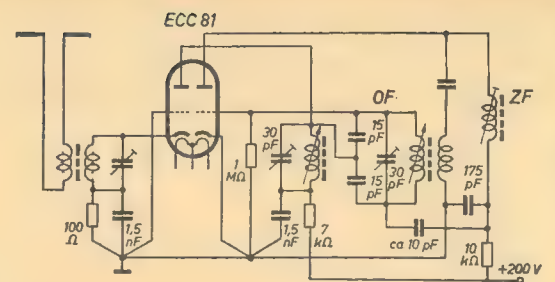 ECC 81
OF
ZF
30
pF
15
pF
1
MΩ
15
pF
30
pF
175
pF
100
Ω
1,5
nF
1,5
nF
7
kΩ
ca 10 pF
10
kΩ
+200 V